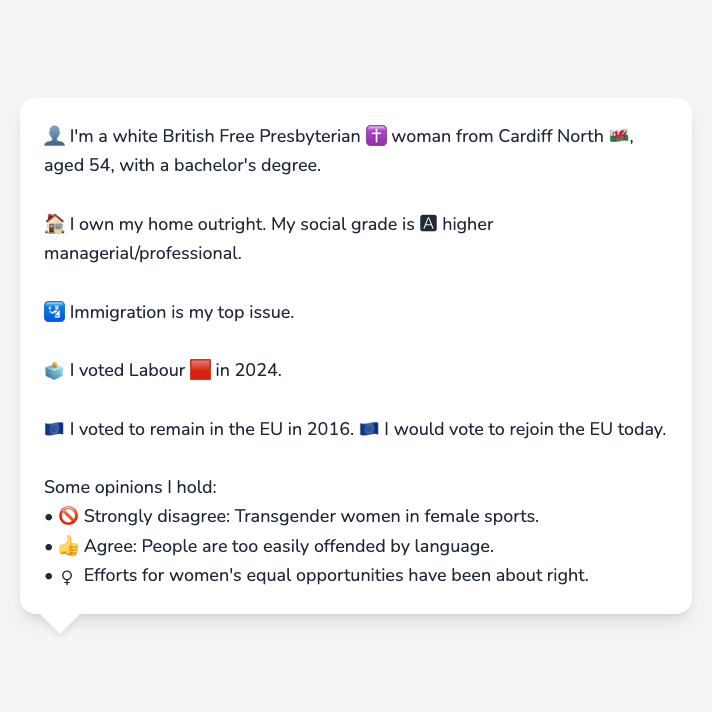 👤 I'm a white British Free Presbyterian ✝️ woman from Cardiff North 🏴󠁧󠁢󠁷󠁬󠁳󠁿,
aged 54, with a bachelor's degree.
🏠 I own my home outright. My social grade is 🅰 higher
managerial/professional.
🛂 Immigration is my top issue.
🗳️ I voted Labour 🟥 in 2024.
🇪🇺 I voted to remain in the EU in 2016. 🇪🇺 I would vote to rejoin the EU today.
Some opinions I hold:
• 🚫 Strongly disagree: Transgender women in female sports.
• 👍 Agree: People are too easily offended by language.
• ♀ Efforts for women's equal opportunities have been about right.